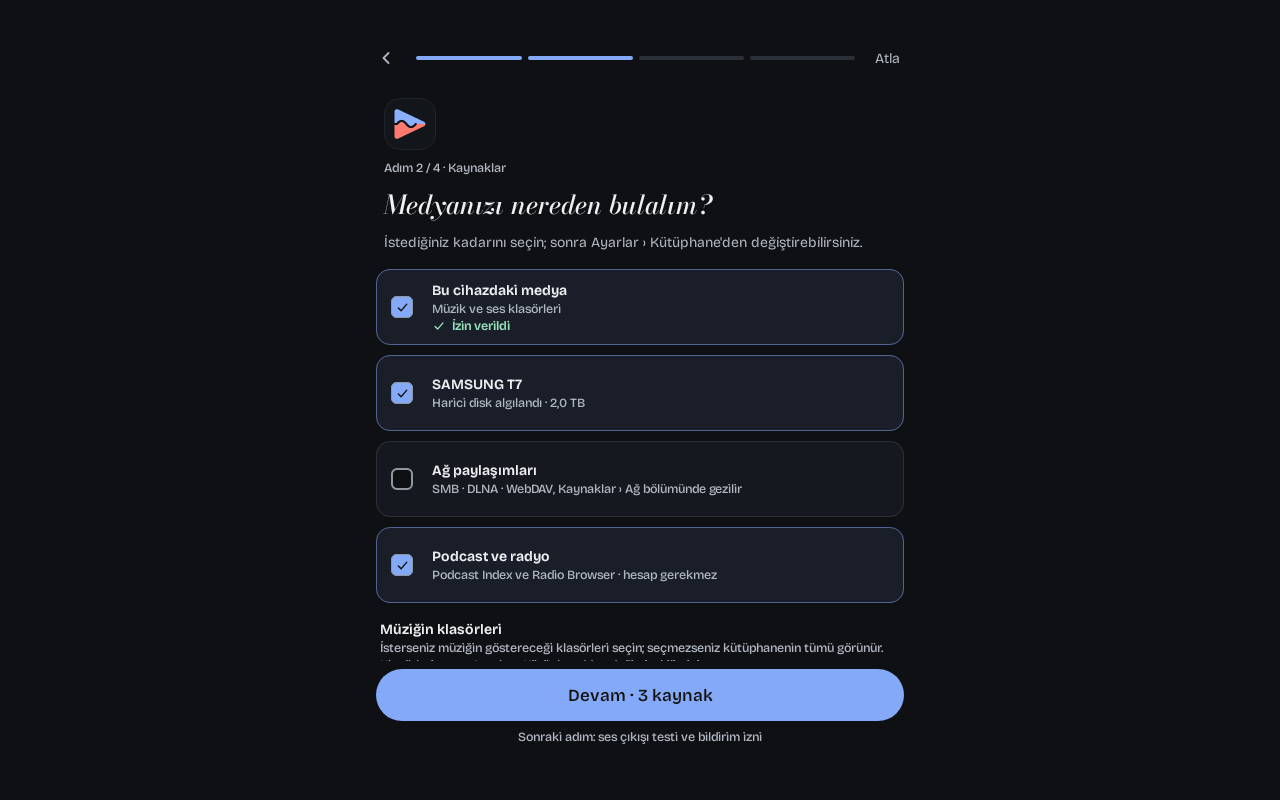 Atla
Adım 2 / 4 · Kaynaklar
Medyanızı nereden bulalım?
İstediğiniz kadarını seçin; sonra Ayarlar › Kütüphane'den değiştirebilirsiniz.
Bu cihazdaki medya
Müzik ve ses klasörleri
İzin verildi
SAMSUNG T7
Harici disk algılandı · 2,0 TB
Ağ paylaşımları
SMB · DLNA · WebDAV, Kaynaklar › Ağ bölümünde gezilir
Podcast ve radyo
Podcast Index ve Radio Browser · hesap gerekmez
Müziğin klasörleri
İsterseniz müziğin göstereceği klasörleri seçin; seçmezseniz kütüphanenin tümü görünür.
Devam · 3 kaynak
Sonraki adım: ses çıkışı testi ve bildirim izni